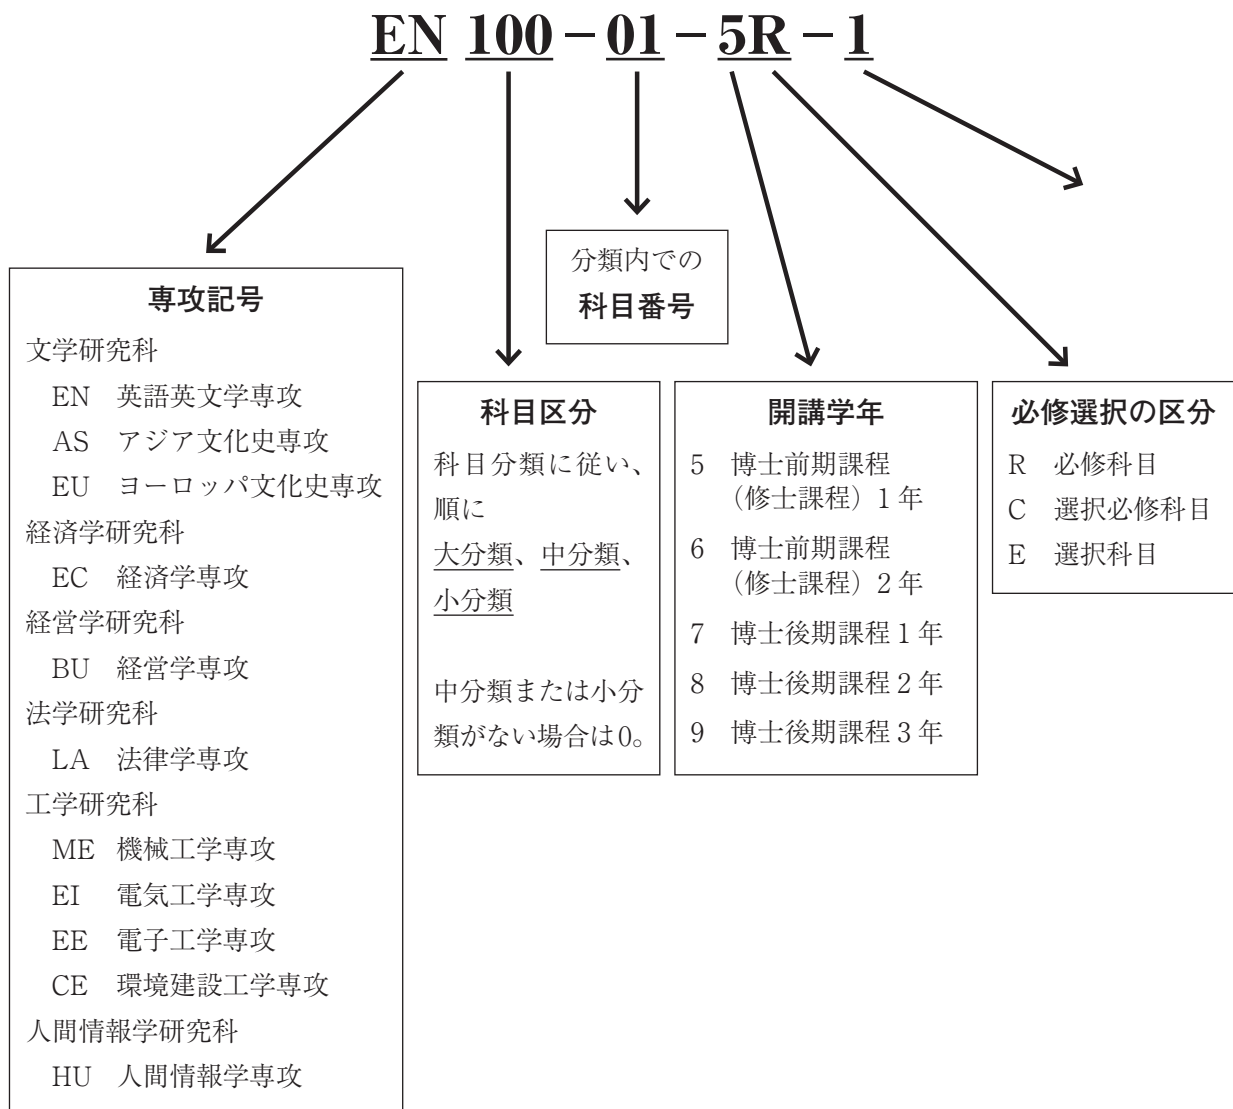 EN 100－01－5R－1
分類内での
科目番号
専攻記号
文学研究科
EN 英語英文学専攻
AS アジア文化史専攻
EU ヨーロッパ文化史専攻
経済学研究科
EC 経済学専攻
経営学研究科
BU 経営学専攻
法学研究科
LA 法律学専攻
工学研究科
ME 機械工学専攻
EI 電気工学専攻
EE 電子工学専攻
CE 環境建設工学専攻
人間情報学研究科
HU 人間情報学専攻
科目区分
科目分類に従い、
順に
大分類、中分類、
小分類
中分類または小分
類がない場合は0。
開講学年
5 博士前期課程
(修士課程) 1年
6 博士前期課程
(修士課程) 2年
7 博士後期課程1年
8 博士後期課程2年
9 博士後期課程3年
必修選択の区分
R 必修科目
C 選択必修科目
E 選択科目